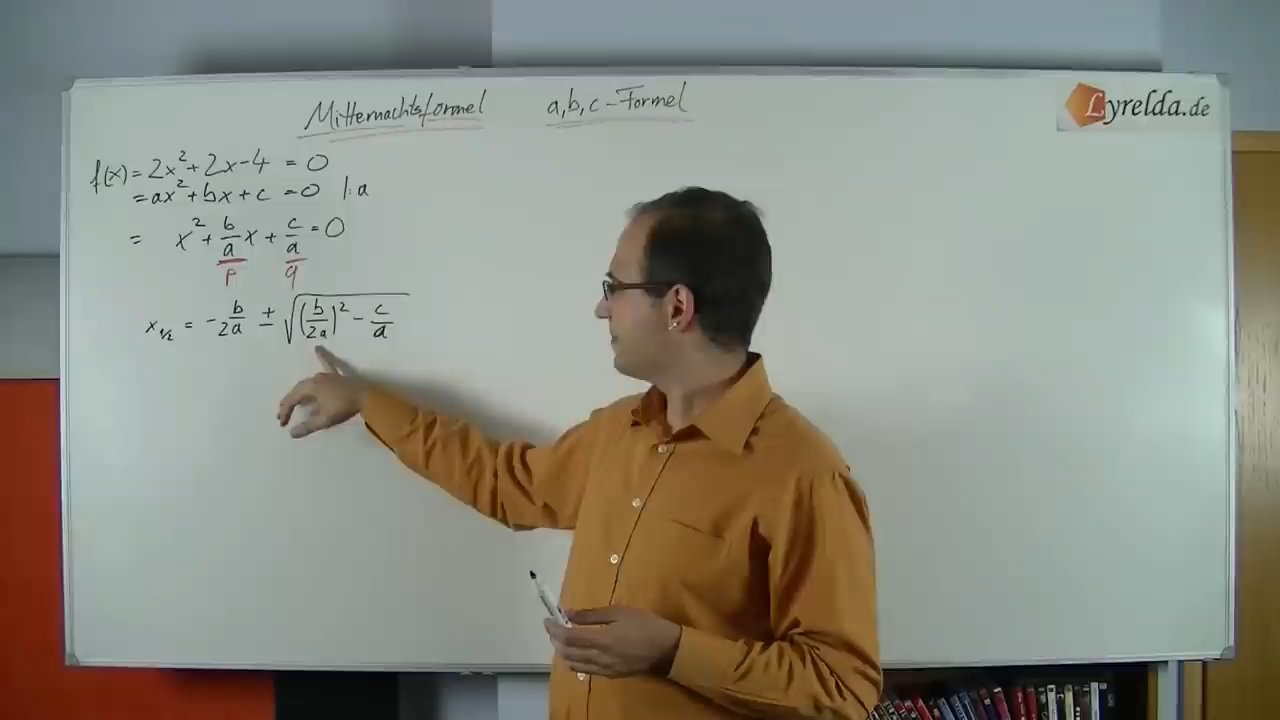 Mitternachtsformel a,b,c-Formel
Lyrelda.de
f(x) = 2x² + 2x - 4 = 0
= ax² + bx + c = 0 |:a
= x² + b/a x + c/a = 0
p q
x₁/₂ = - b/2a ± √((b/2a)² - c/a)